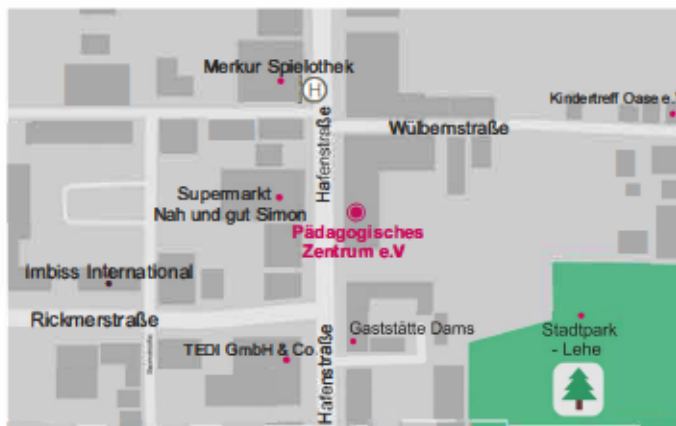 Merkur Spielothek
H
Kindertreff Oase e.V
Wülbernstraße
Hafenstraße
Supermarkt
Nah und gut Simon
Pädagogisches
Zentrum e.V
Imbiss International
Rickmerstraße
Gaststätte Dams
Stadtpark
- Lehe
TEDI GmbH & Co
Hafenstraße